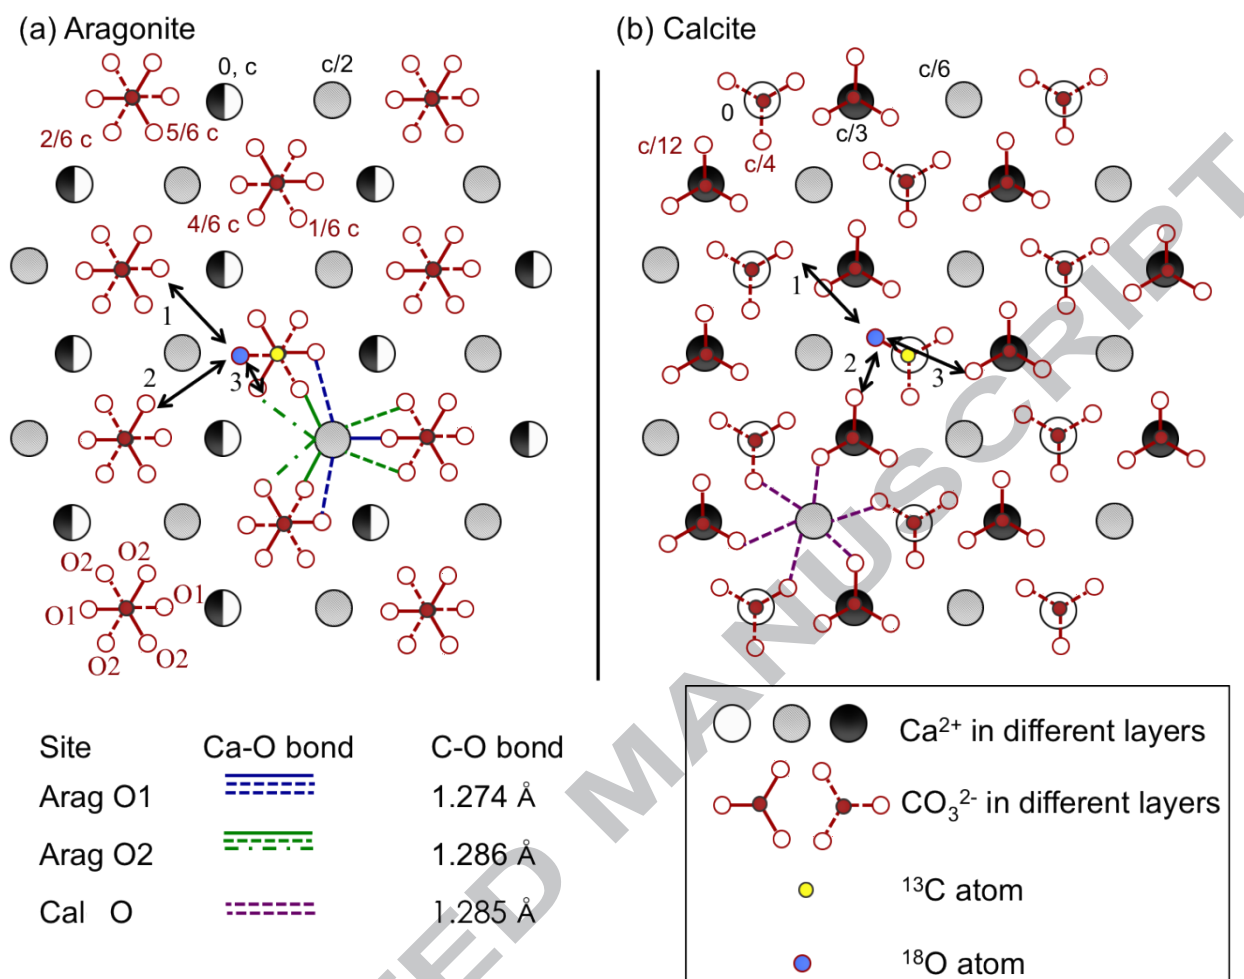 (a) Aragonite
0, c
c/2
2/6 c
5/6 c
4/6 c
1/6 c
1
2
3
O2
O2
O1
O1
O2
O2
(b) Calcite
0
c/3
c/6
c/12
c/4
1
2
3
Site Ca-O bond C-O bond
Arag O1 1.274 Å
Arag O2 1.286 Å
Cal O 1.285 Å
Ca2+ in different layers
CO32- in different layers
13C atom
18O atom
TED MANUSCRIPT